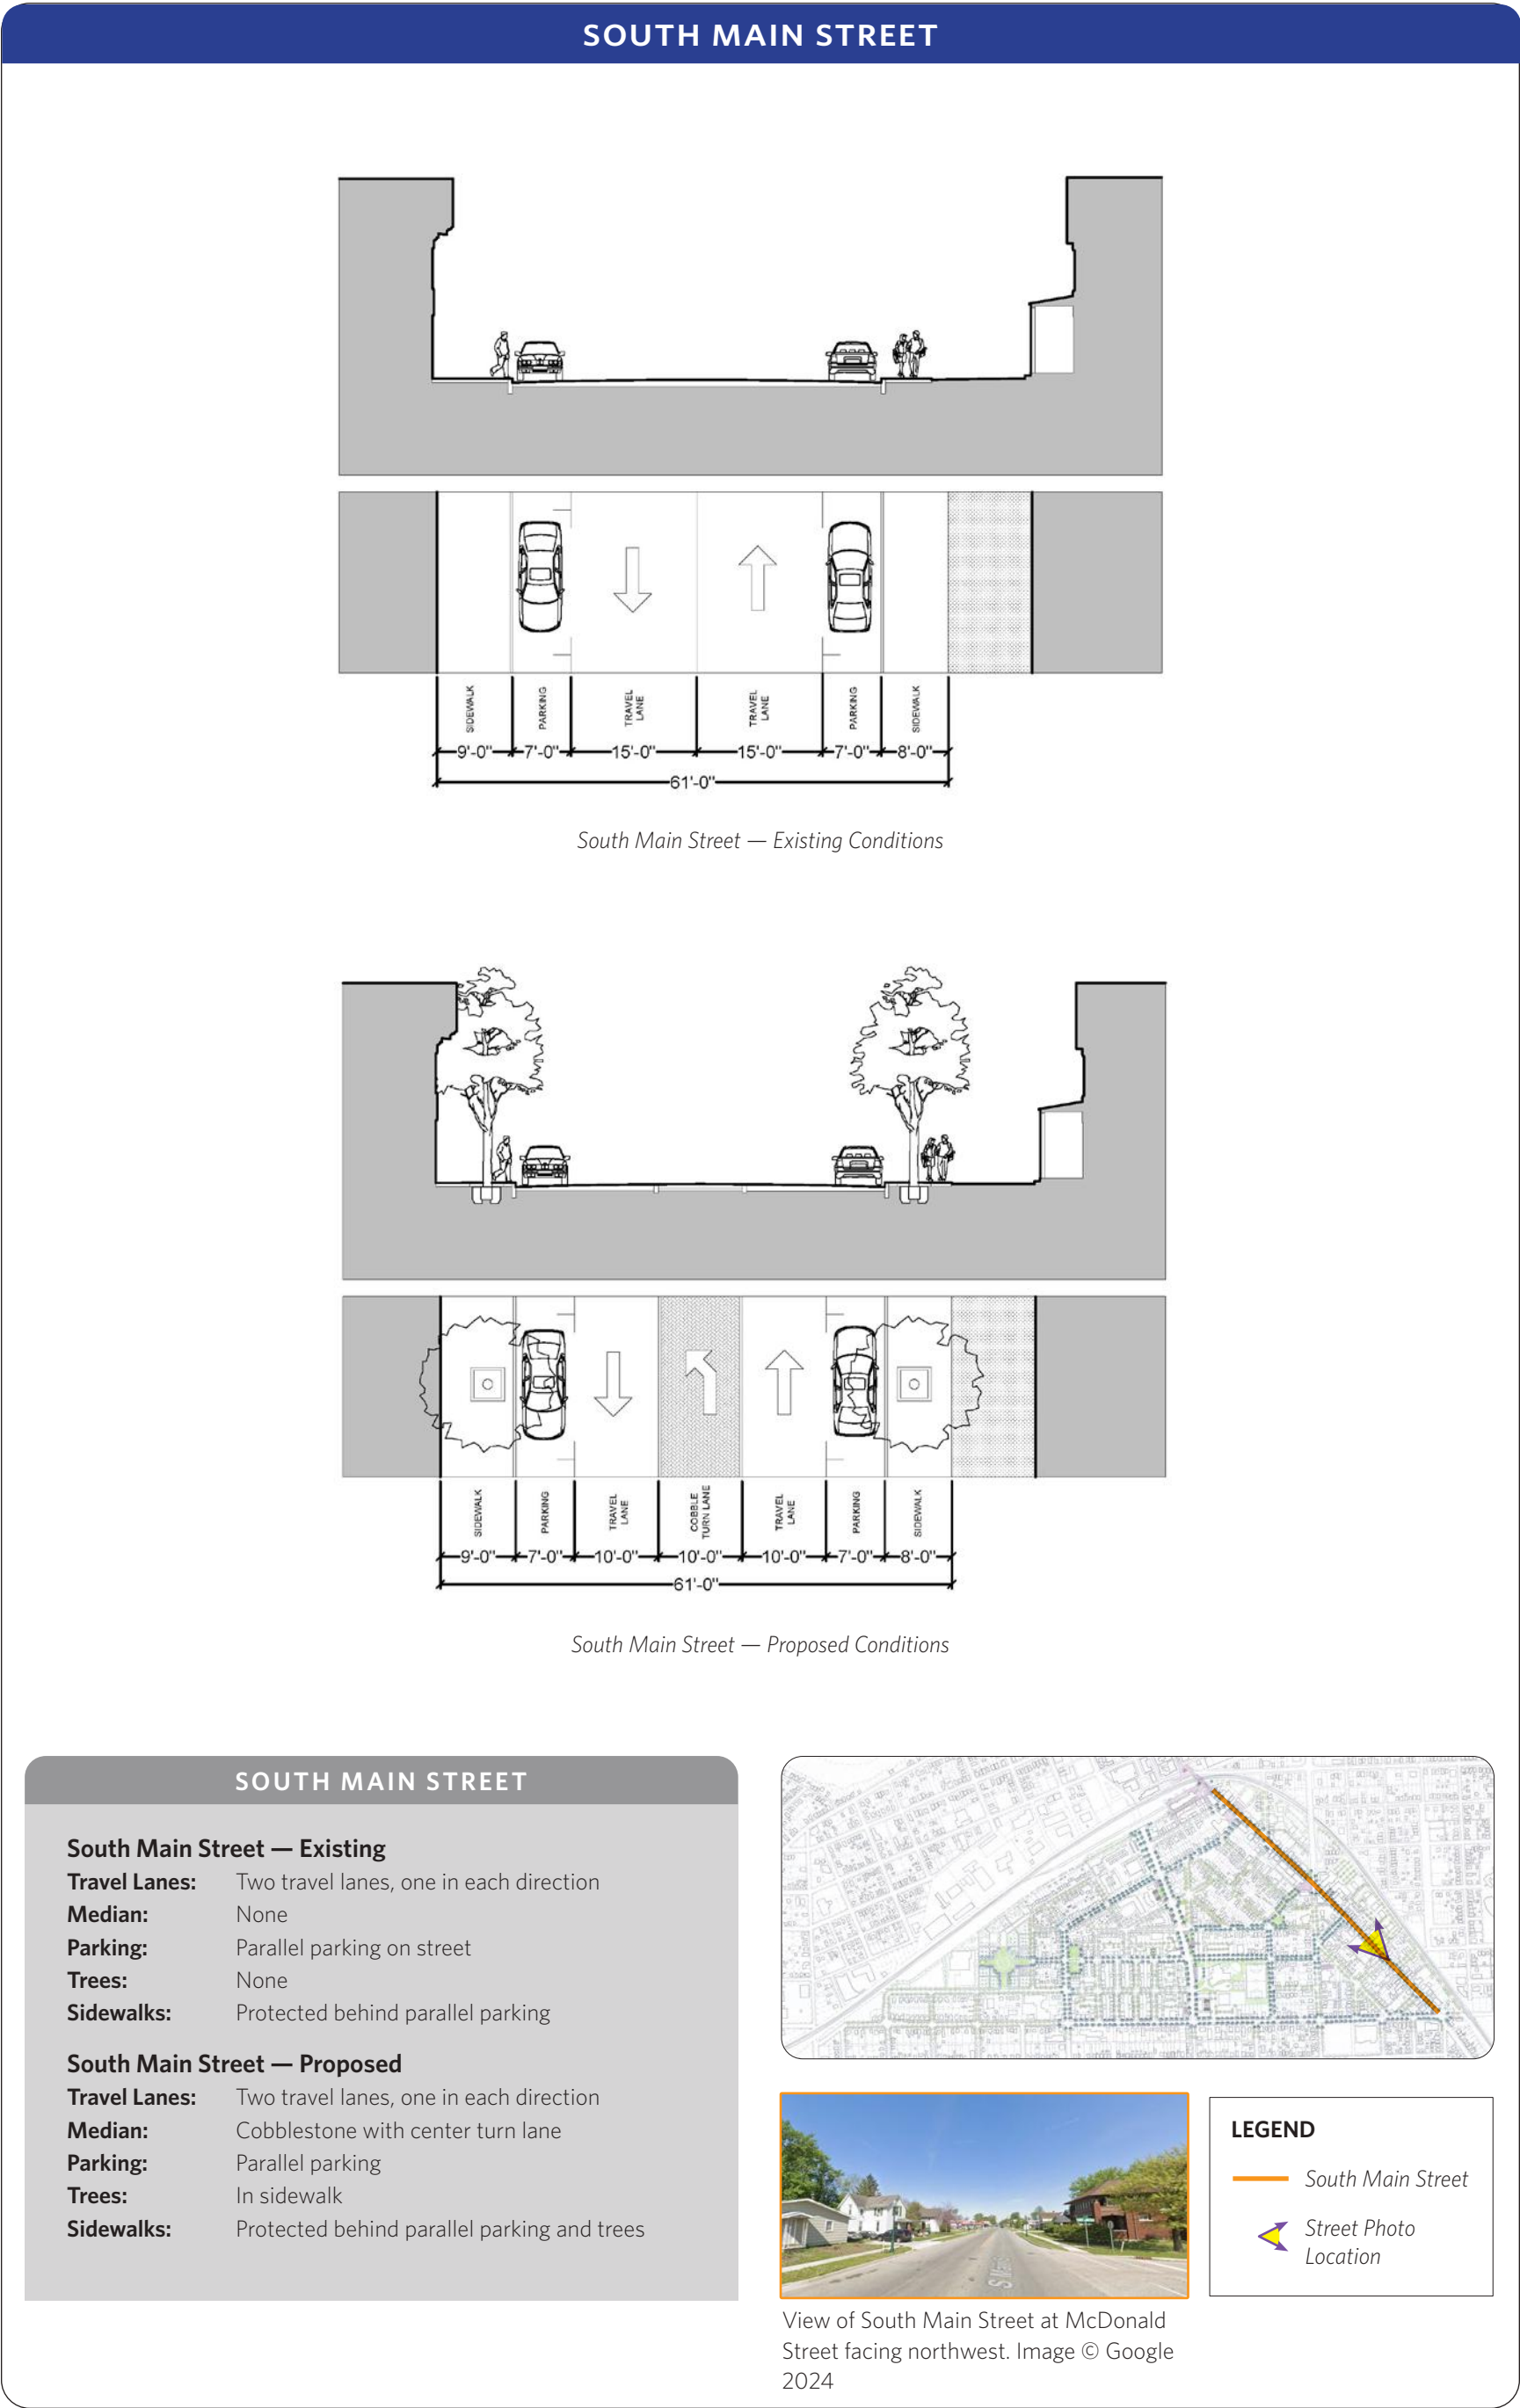 SOUTH MAIN STREET
SIDEWALK
PARKING
TRAVEL
LANE
TRAVEL
LANE
PARKING
SIDEWALK
9'-0" 7'-0" 15'-0" 15'-0" 7'-0" 8'-0"
61'-0"
South Main Street — Existing Conditions
SIDEWALK
PARKING
TRAVEL
LANE
COBBLE
TURN LANE
TRAVEL
LANE
PARKING
SIDEWALK
9'-0" 7'-0" 10'-0" 10'-0" 10'-0" 7'-0" 8'-0"
61'-0"
South Main Street — Proposed Conditions
SOUTH MAIN STREET
South Main Street — Existing
Travel Lanes: Two travel lanes, one in each direction
Median: None
Parking: Parallel parking on street
Trees: None
Sidewalks: Protected behind parallel parking
South Main Street — Proposed
Travel Lanes: Two travel lanes, one in each direction
Median: Cobblestone with center turn lane
Parking: Parallel parking
Trees: In sidewalk
Sidewalks: Protected behind parallel parking and trees
View of South Main Street at McDonald
Street facing northwest. Image © Google
2024
LEGEND
South Main Street
Street Photo
Location